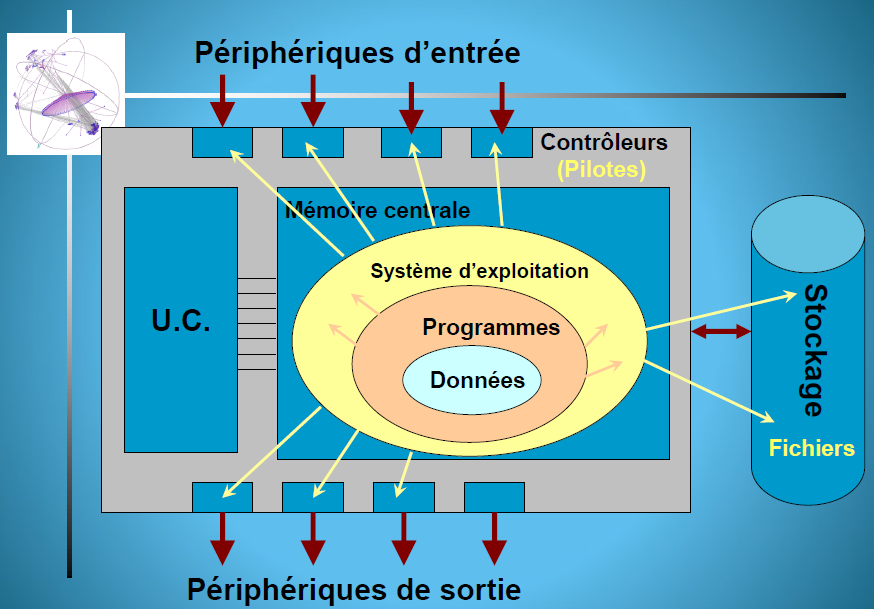 Périphériques d'entrée
Contrôleurs
(Pilotes)
Mémoire centrale
Système d'exploitation
U.C.
Programmes
Données
Stockage
Fichiers
Périphériques de sortie